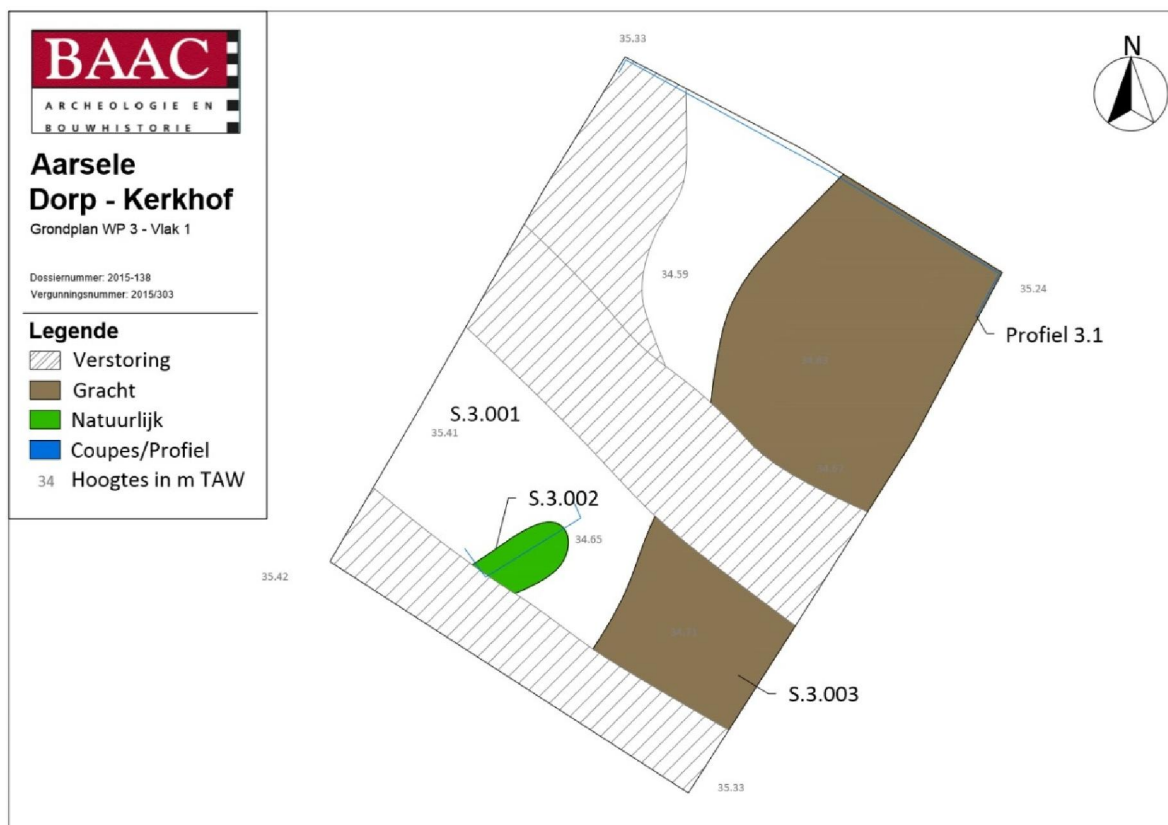 BAAC
ARCHEOLOGIE EN
BOUWHISTORIE
Aarsele
Dorp - Kerkhof
Grondplan WP 3 - Vlak 1
Dossiernummer: 2015-138
Vergunningsnummer: 2015/303
Legende
Verstoring
Gracht
Natuurlijk
Coupes/Profiel
34 Hoogtes in m TAW
35.33
N
34.59
35.24
Profiel 3.1
S.3.001
35.41
S.3.002
34.65
35.42
S.3.003
35.33